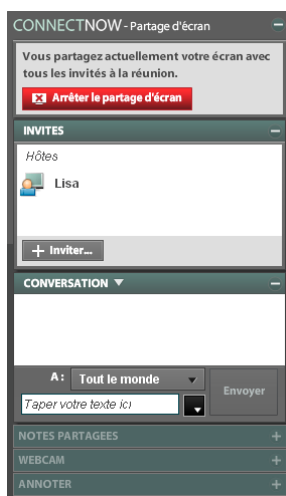 CONNECTNOW - Partage d'écran
Vous partagez actuellement votre écran avec
tous les invités à la réunion.
Arrêter le partage d'écran
INVITES
Hôtes
Lisa
+ Inviter...
CONVERSATION
A : Tout le monde
Envoyer
Taper votre texte ici
NOTES PARTAGEES
WEBCAM
ANNOTER